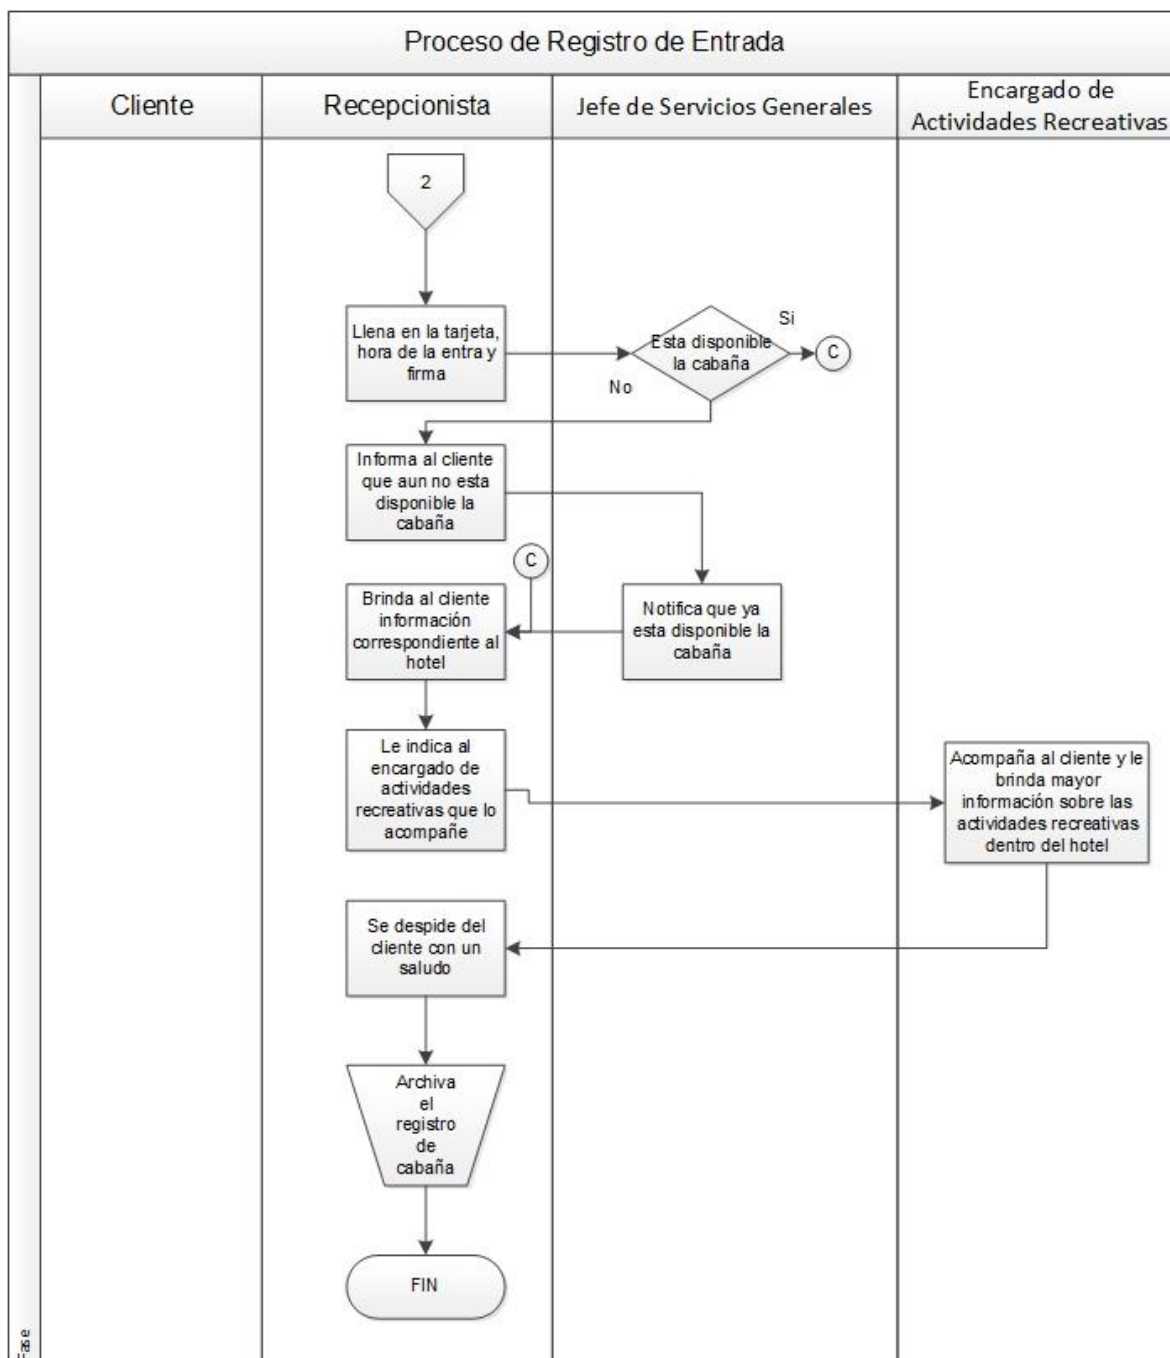 Proceso de Registro de Entrada
Cliente
Recepcionista
Jefe de Servicios Generales
Encargado de
Actividades Recreativas
2
Llena en la tarjeta,
hora de la entra y
firma
Esta disponible
la cabaña
Si
C
No
Informa al cliente
que aun no esta
disponible la
cabaña
C
Brinda al cliente
información
correspondiente al
hotel
Notifica que ya
esta disponible la
cabaña
Le indica al
encargado de
actividades
recreativas que lo
acompañe
Acompaña al cliente y le
brinda mayor
información sobre las
actividades recreativas
dentro del hotel
Se despide del
cliente con un
saludo
Archiva
el
registro
de
cabaña
FIN
Fase